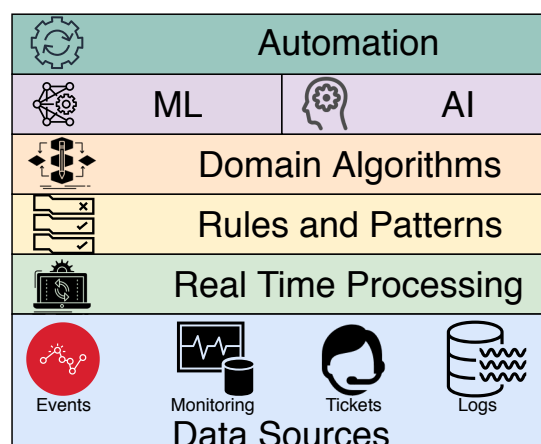 Automation
ML AI
Domain Algorithms
Rules and Patterns
Real Time Processing
Events Monitoring Tickets Logs
Data Sources